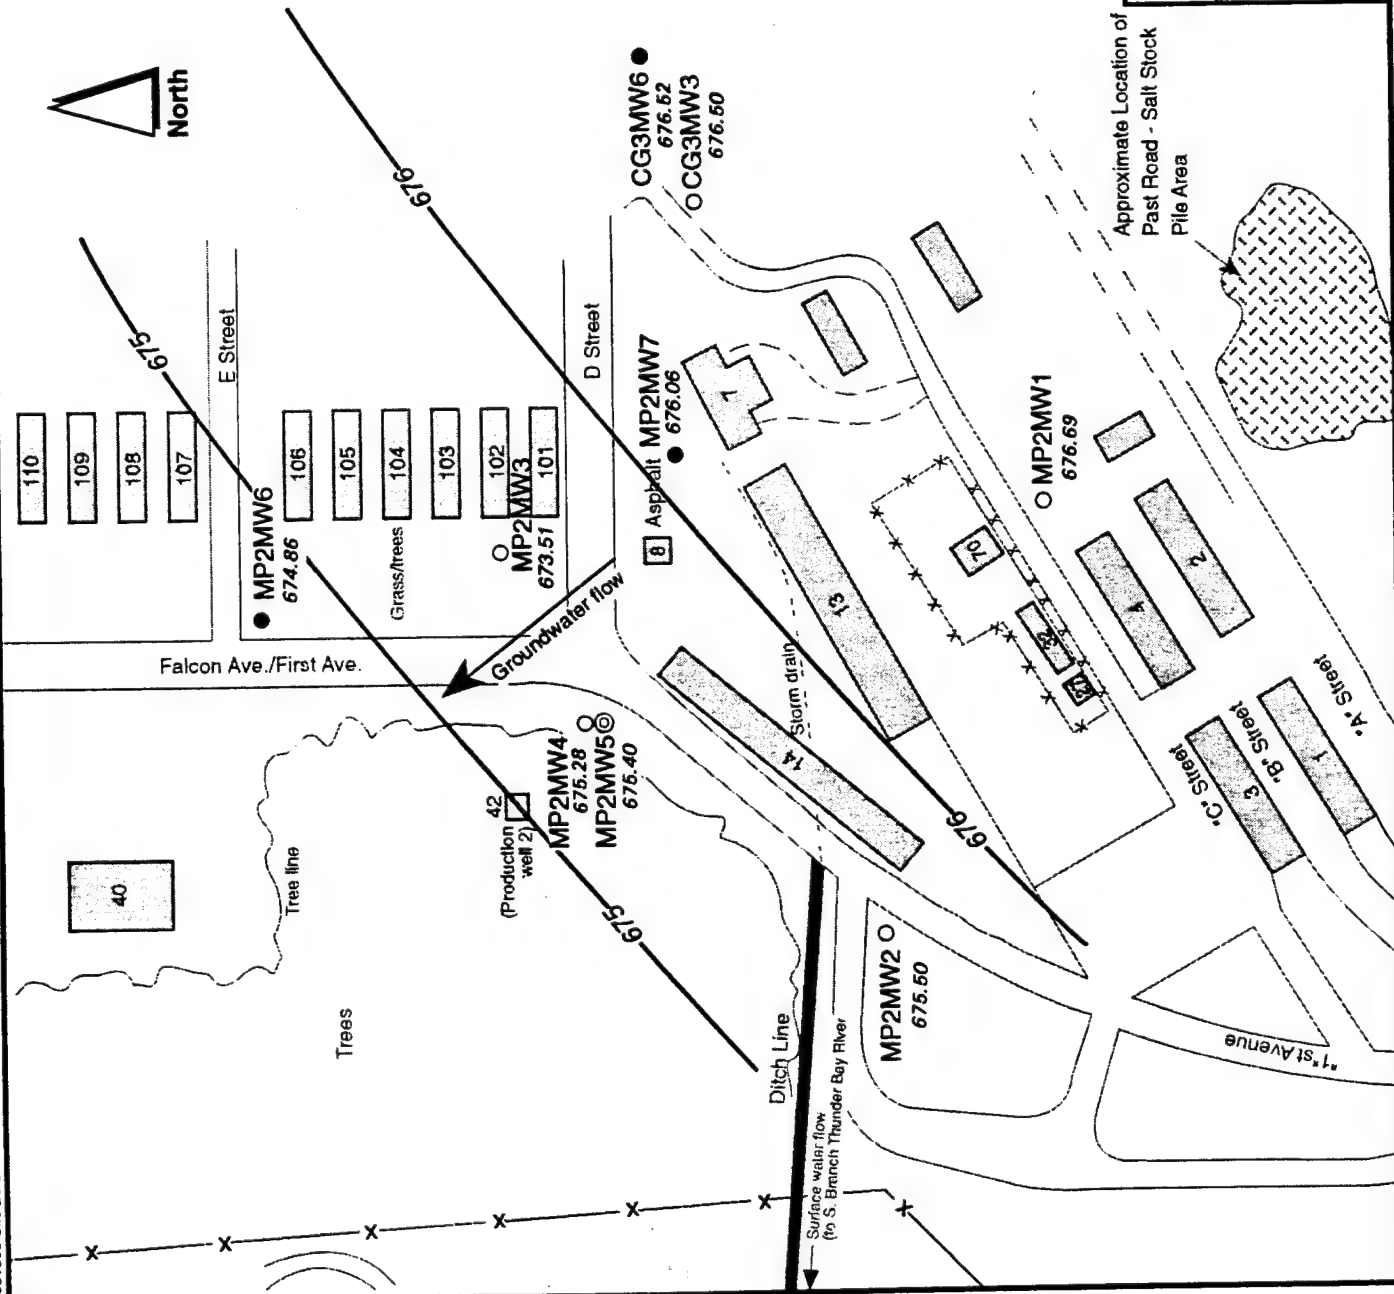 North
Approximate Location of
Past Road - Salt Stock
Pile Area
676
675
CG3MW6
676.52
CG3MW3
676.50
E Street
D Street
110
109
108
107
106
105
104
103
102
101
MP2MW6
674.86
Grass/trees
MP2MW3
673.51
8
Asphalt
MP2MW7
676.06
7
Groundwater flow
Falcon Ave./First Ave.
MP2MW1
676.69
13
70
32
27
4
2
14
Storm drain
40
Tree line
42
(Production
well 2)
MP2MW4
675.28
MP2MW5
675.40
675
676
"C" Street
3
"B" Street
1
"A" Street
Trees
Ditch Line
MP2MW2
675.50
"1"st Avenue
Surface water flow
(to S. Branch Thunder Bay River